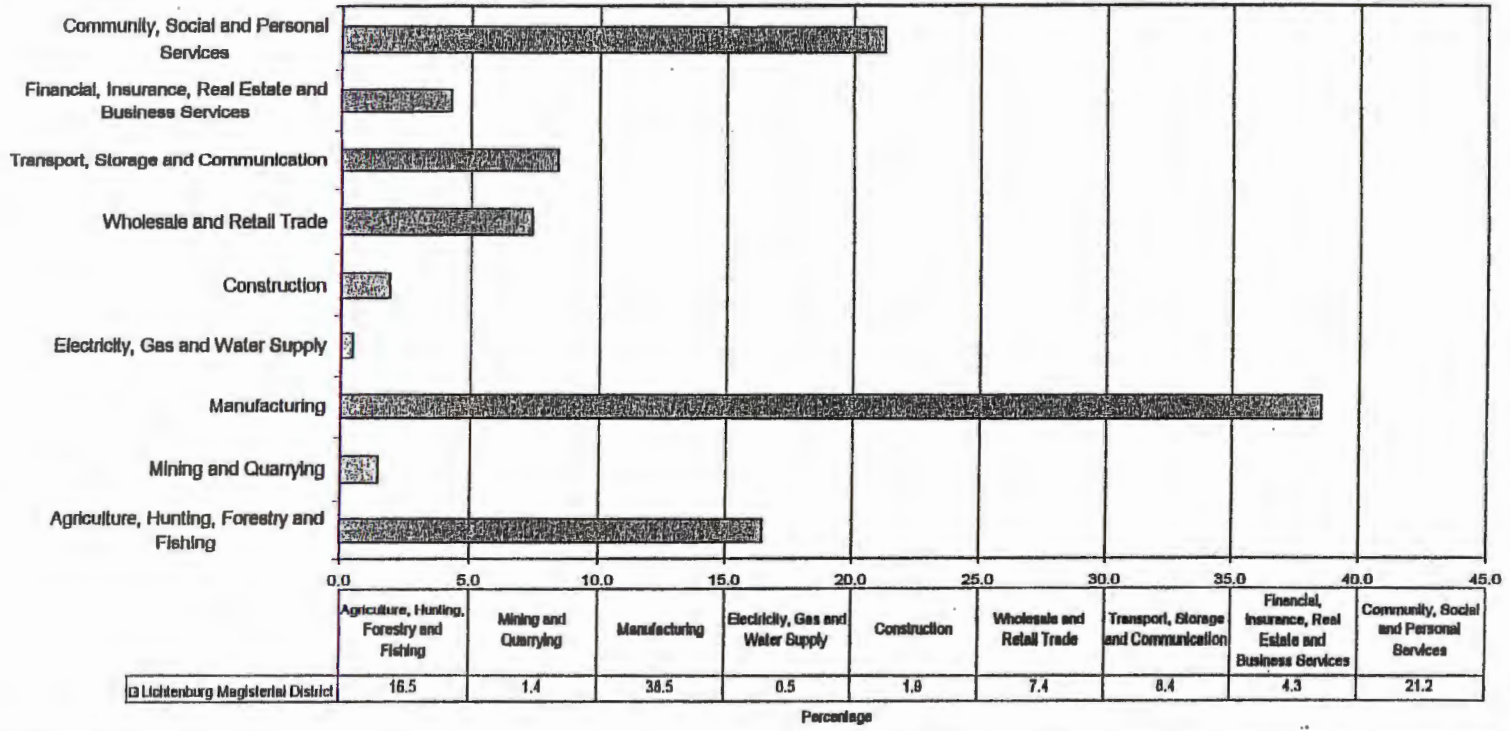 Community, Social and Personal
Services
Financial, Insurance, Real Estate and
Business Services
Transport, Storage and Communication
Wholesale and Retail Trade
Construction
Electricity, Gas and Water Supply
Manufacturing
Mining and Quarrying
Agriculture, Hunting, Forestry and
Fishing
0.0 5.0 10.0 15.0 20.0 25.0 30.0 35.0 40.0 45.0
Agriculture, Hunting,
Forestry and
Fishing
Mining and
Quarrying
Manufacturing
Electricity, Gas and
Water Supply
Construction
Wholesale and
Retail Trade
Transport, Storage
and Communication
Financial,
Insurance, Real
Estate and
Business Services
Community, Social
and Personal
Services
Lichtenburg Magisterial District 16.5 1.4 38.5 0.5 1.9 7.4 8.4 4.3 21.2
Percentage